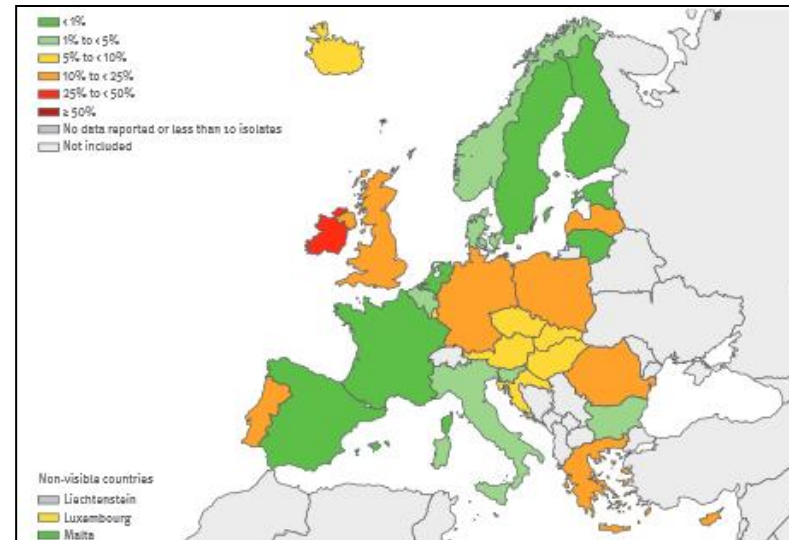 < 1%
1% to < 5%
5% to < 10%
10% to < 25%
25% to < 50%
≥ 50%
No data reported or less than 10 isolates
Not included
Non-visible countries
Liechtenstein
Luxembourg
Malta